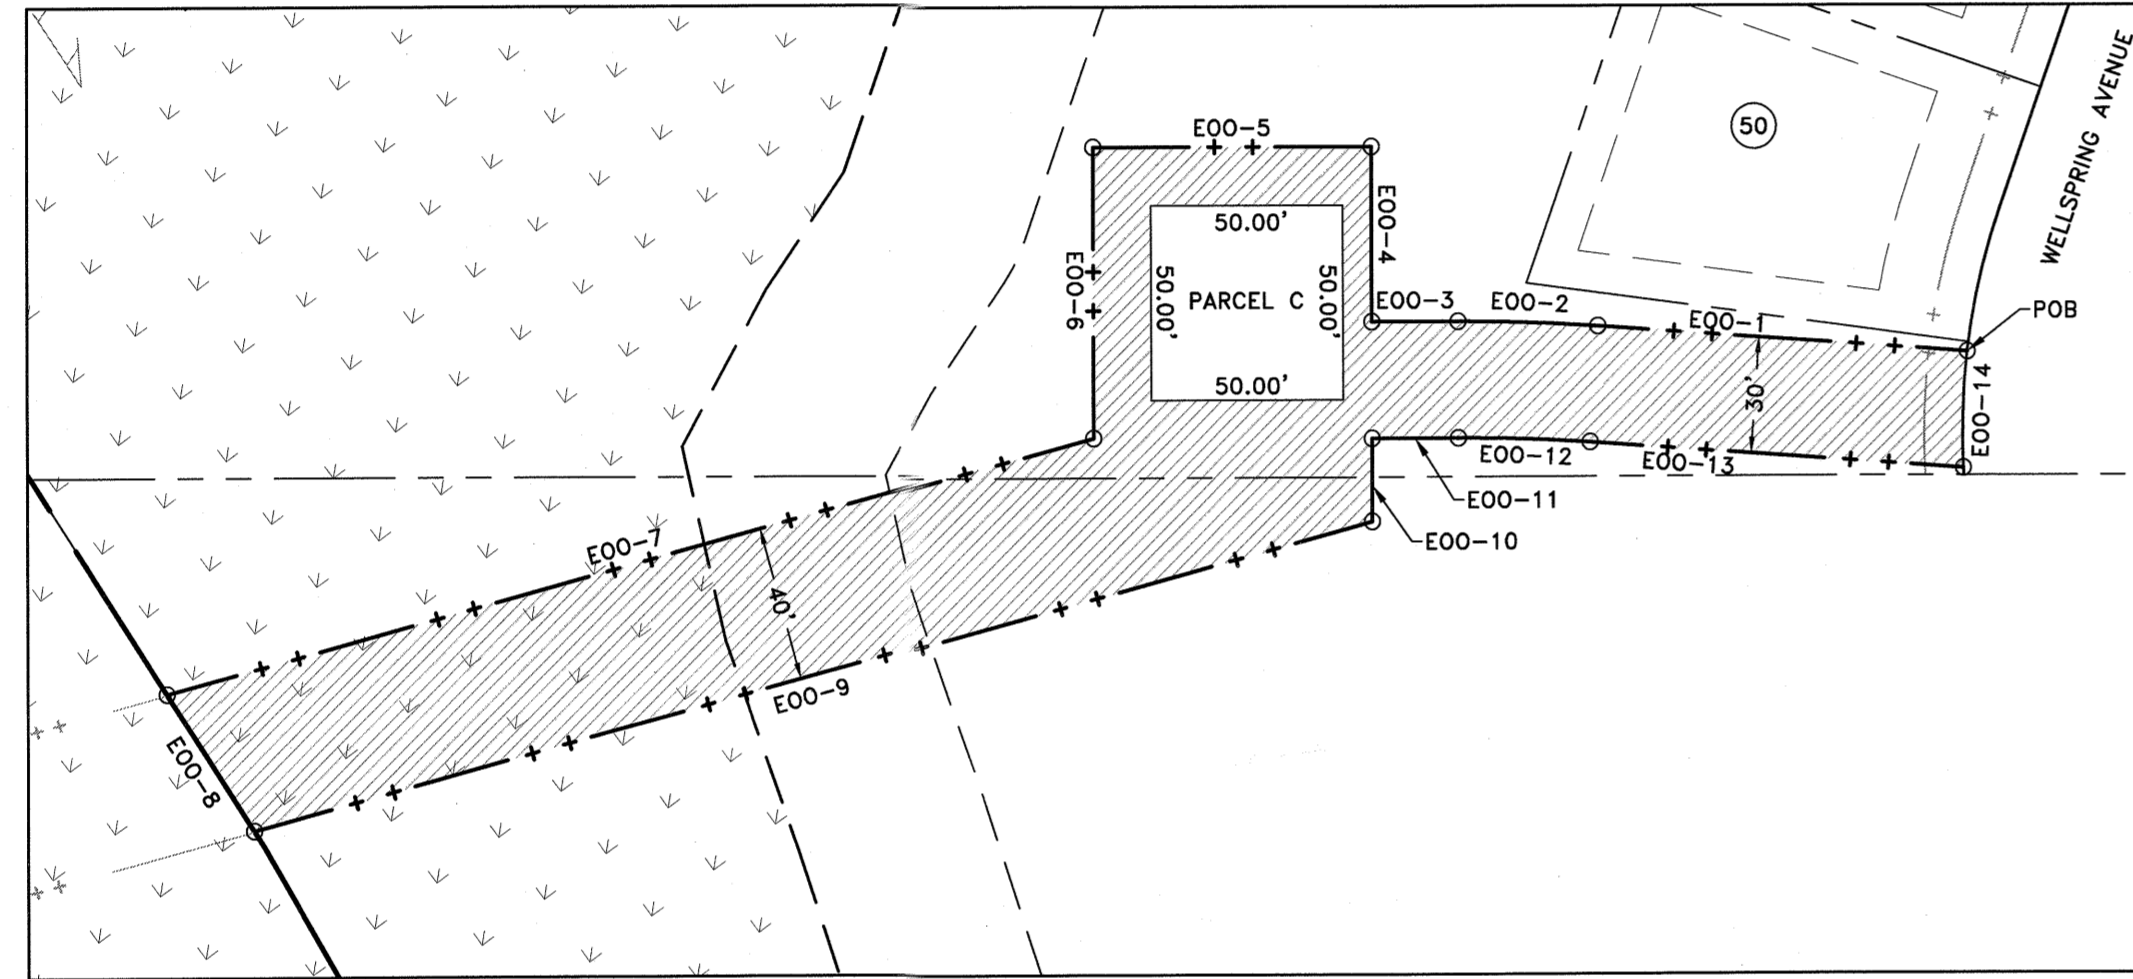 WELLSPRING AVENUE
50
E00-5
E00-4
50.00'
E00-6
50.00'
PARCEL C
50.00'
50.00'
E00-3
E00-2
E00-1
POB
30'
E00-14
E00-12
E00-13
E00-11
E00-10
E00-7
40'
E00-9
E00-8